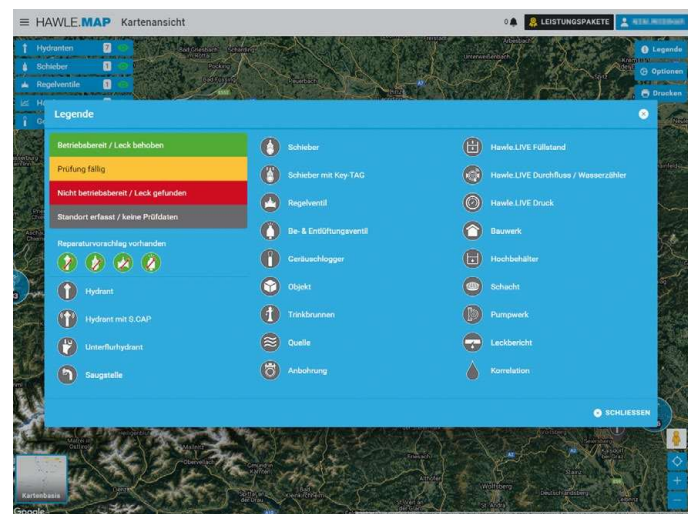 HAWLE.MAP Kartenansicht
0 LEISTUNGSPAKETE
Hydranten ?
Schieber
Regelventile
Legende
Optionen
Drucken
Legende
Betriebsbereit / Leck behoben
Prüfung fällig
Nicht betriebsbereit / Leck gefunden
Standort erfasst / keine Prüfdaten
Reparaturvorschlag vorhanden
Hydrant
Hydrant mit S.CAP
Unterflurhydrant
Saugstelle
Schieber
Schieber mit Key-TAG
Regelventil
Be- & Entlüftungsventil
Geräuschlogger
Objekt
Trinkbrunnen
Quelle
Anbohrung
Hawle.LIVE Füllstand
Hawle.LIVE Durchfluss / Wasserzähler
Hawle.LIVE Druck
Bauwerk
Hochbehälter
Schacht
Pumpwerk
Leckbericht
Korrelation
SCHLIESSEN
Kartenbasis
Wolfsberg
Deutschlandsberg
Google